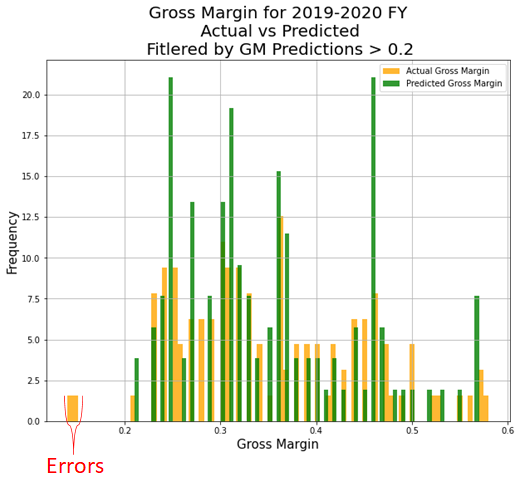 Gross Margin for 2019-2020 FY
Actual vs Predicted
Fitlered by GM Predictions > 0.2
Actual Gross Margin
Predicted Gross Margin
20.0
17.5
15.0
12.5
10.0
7.5
5.0
2.5
0.0
Frequency
0.2
0.3
0.4
0.5
0.6
Gross Margin
Errors